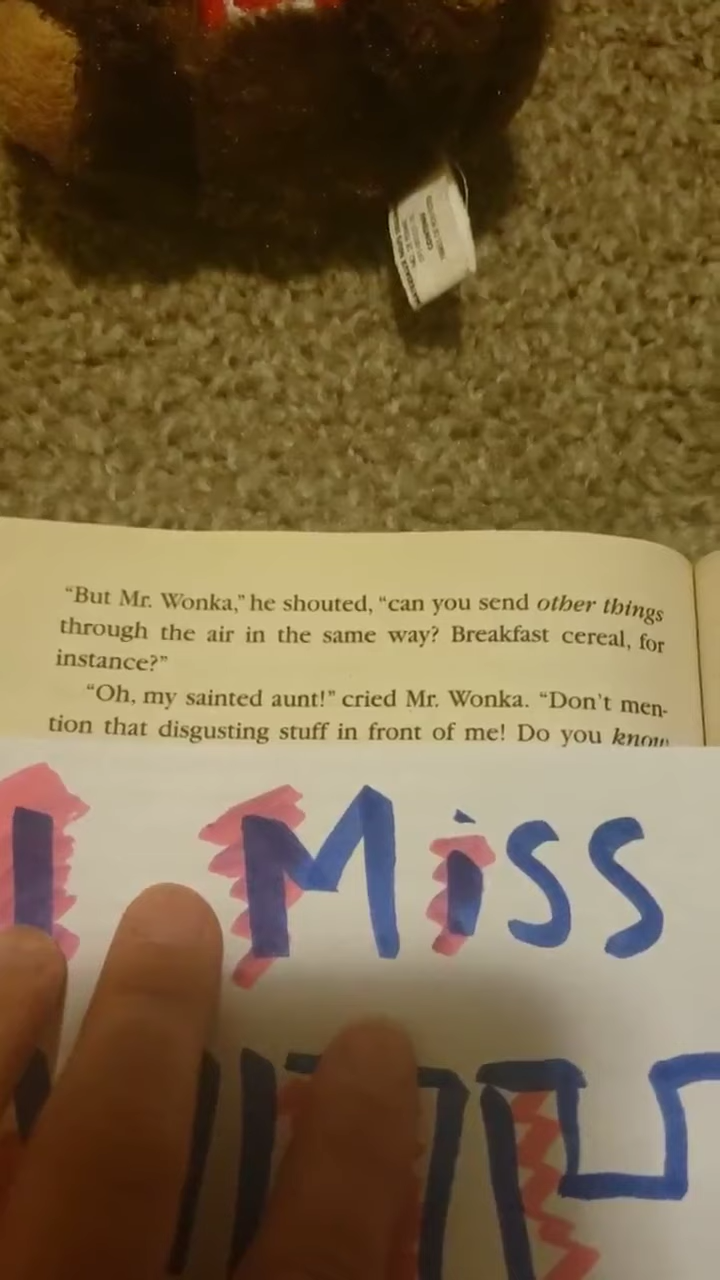 "But Mr. Wonka," he shouted, "can you send other things
through the air in the same way? Breakfast cereal, for
instance?"
"Oh, my sainted aunt!" cried Mr. Wonka. "Don't men-
tion that disgusting stuff in front of me! Do you know
I Miss